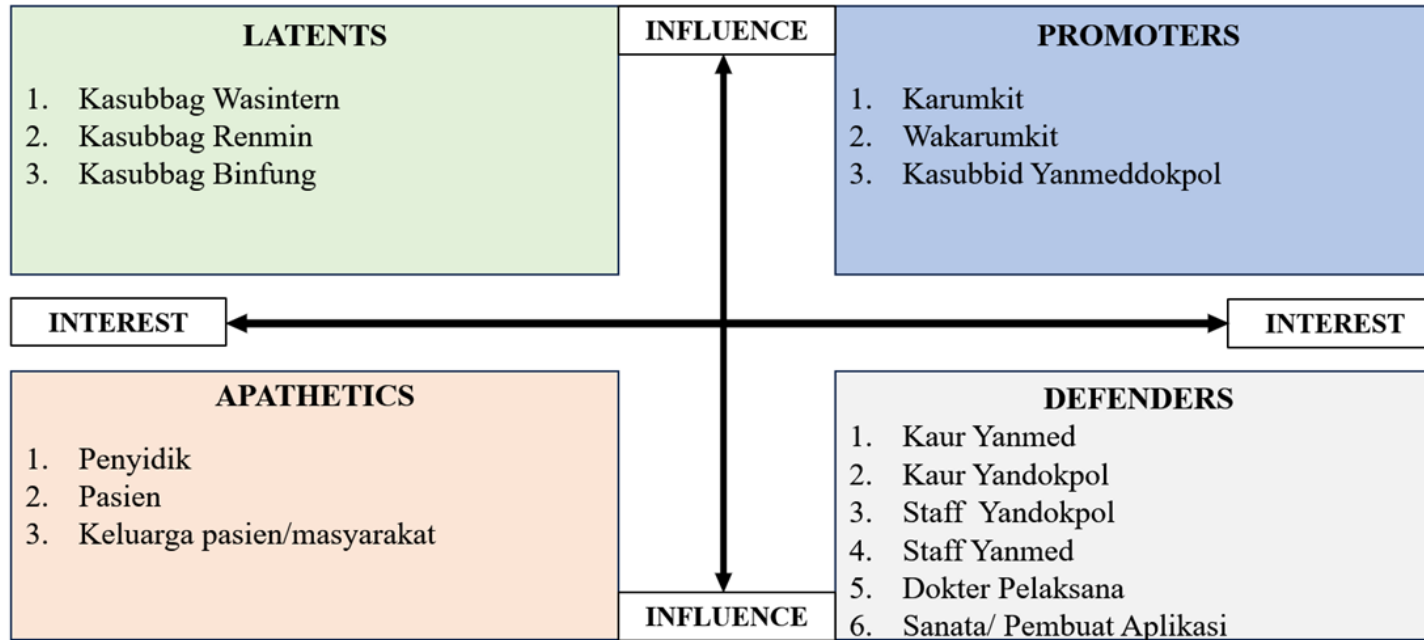 LATENTS
1. Kasubbag Wasintern
2. Kasubbag Renmin
3. Kasubbag Binfung
INFLUENCE
PROMOTERS
1. Karumkit
2. Wakarumkit
3. Kasubbid Yanmeddokpol
INTEREST
INTEREST
APATHETICS
1. Penyidik
2. Pasien
3. Keluarga pasien/masyarakat
INFLUENCE
DEFENDERS
1. Kaur Yanmed
2. Kaur Yandokpol
3. Staff Yandokpol
4. Staff Yanmed
5. Dokter Pelaksana
6. Sanata/ Pembuat Aplikasi